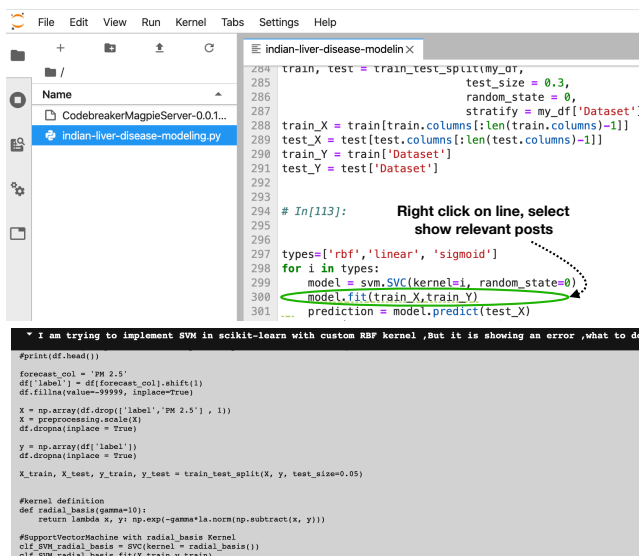 File Edit View Run Kernel Tabs Settings Help
/
Name
CodebreakerMagpieServer-0.0.1...
indian-liver-disease-modeling.py
indian-liver-disease-modelin
284 train, test = train_test_split(my_df,
285 test_size = 0.3,
286 random_state = 0,
287 stratify = my_df['Dataset']
288 train_X = train[train.columns[:len(train.columns)-1]]
289 test_X = test[test.columns[:len(test.columns)-1]]
290 train_Y = train['Dataset']
291 test_Y = test['Dataset']
292
293
294 # In[113]:
295
296
297 types=['rbf','linear', 'sigmoid']
298 for i in types:
299 model = svm.SVC(kernel=i, random_state=0)
300 model.fit(train_X,train_Y)
301 prediction = model.predict(test_X)
Right click on line, select
show relevant posts
I am trying to implement SVM in scikit-learn with custom RBF kernel ,But it is showing an error ,what to do
#print(df.head())
forecast_col = 'PM 2.5'
df['label'] = df[forecast_col].shift(1)
df.fillna(value=-99999, inplace=True)
X = np.array(df.drop(['label','PM 2.5'] , 1))
X = preprocessing.scale(X)
df.dropna(inplace = True)
y = np.array(df['label'])
df.dropna(inplace = True)
X_train, X_test, y_train, y_test = train_test_split(X, y, test_size=0.05)
#kernel definition
def radial_basis(gamma=10):
return lambda x, y: np.exp(-gamma*la.norm(np.subtract(x, y)))
#SupportVectorMachine with radial_basis Kernel
clf_SVM_radial_basis = SVC(kernel = radial_basis())
clf_SVM_radial_basis.fit(X_train,y_train)